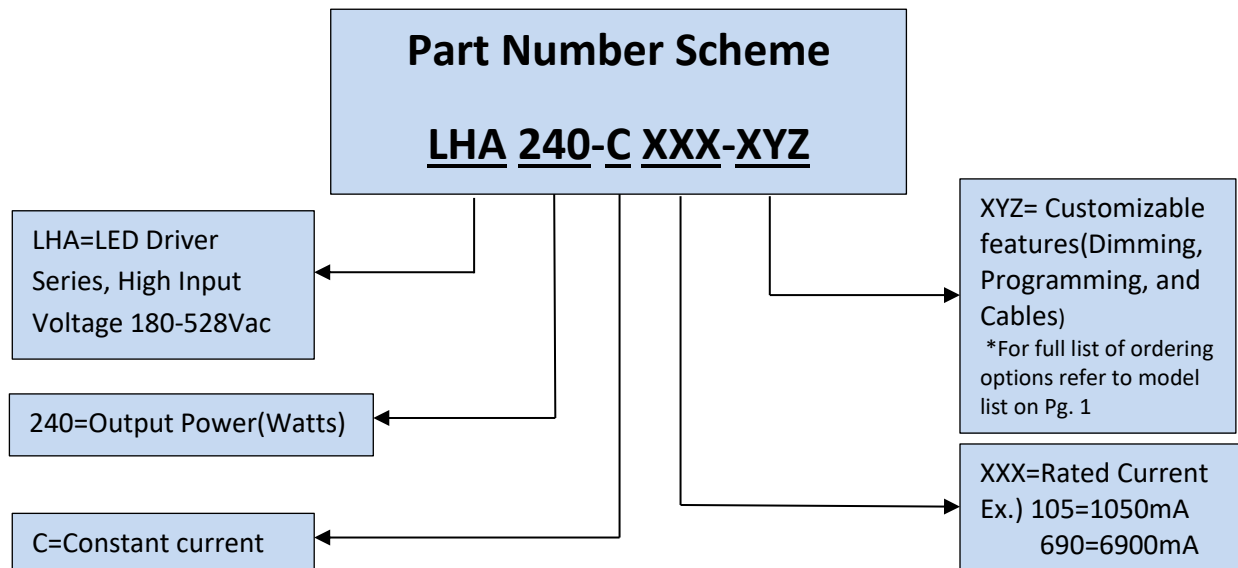 Part Number Scheme
LHA 240-C XXX-XYZ
LHA=LED Driver
Series, High Input
Voltage 180-528Vac
240=Output Power(Watts)
C=Constant current
XYZ= Customizable
features(Dimming,
Programming, and
Cables)
*For full list of ordering
options refer to model
list on Pg. 1
XXX=Rated Current
Ex.) 105=1050mA
690=6900mA